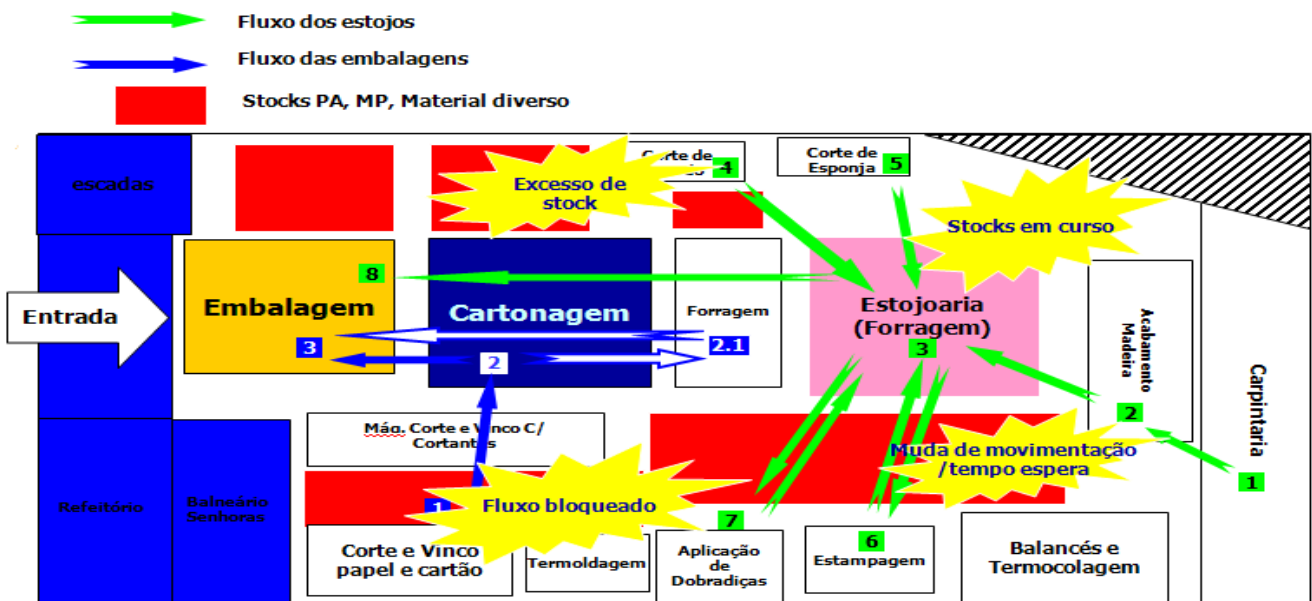 Fluxo dos estojos
Fluxo das embalagens
Stocks PA, MP, Material diverso
escadas
Corte de
4
Corte de
Esponja
5
Excesso de
stock
Stocks em curso
Entrada
8
Embalagem
3
Cartonagem
2
Forragem
2.1
Estojoaria
(Forragem)
3
Acabamento
Madeira
2
Carpintaria
1
Máq. Corte e Vinco C/
Cortantes
Muda de movimentação
/tempo espera
Refeitório
Balneário
Senhoras
1
Fluxo bloqueado
7
6
Corte e Vinco
papel e cartão
Termoldagem
Aplicação
de
Dobradiças
Estampagem
Balancés e
Termocolagem